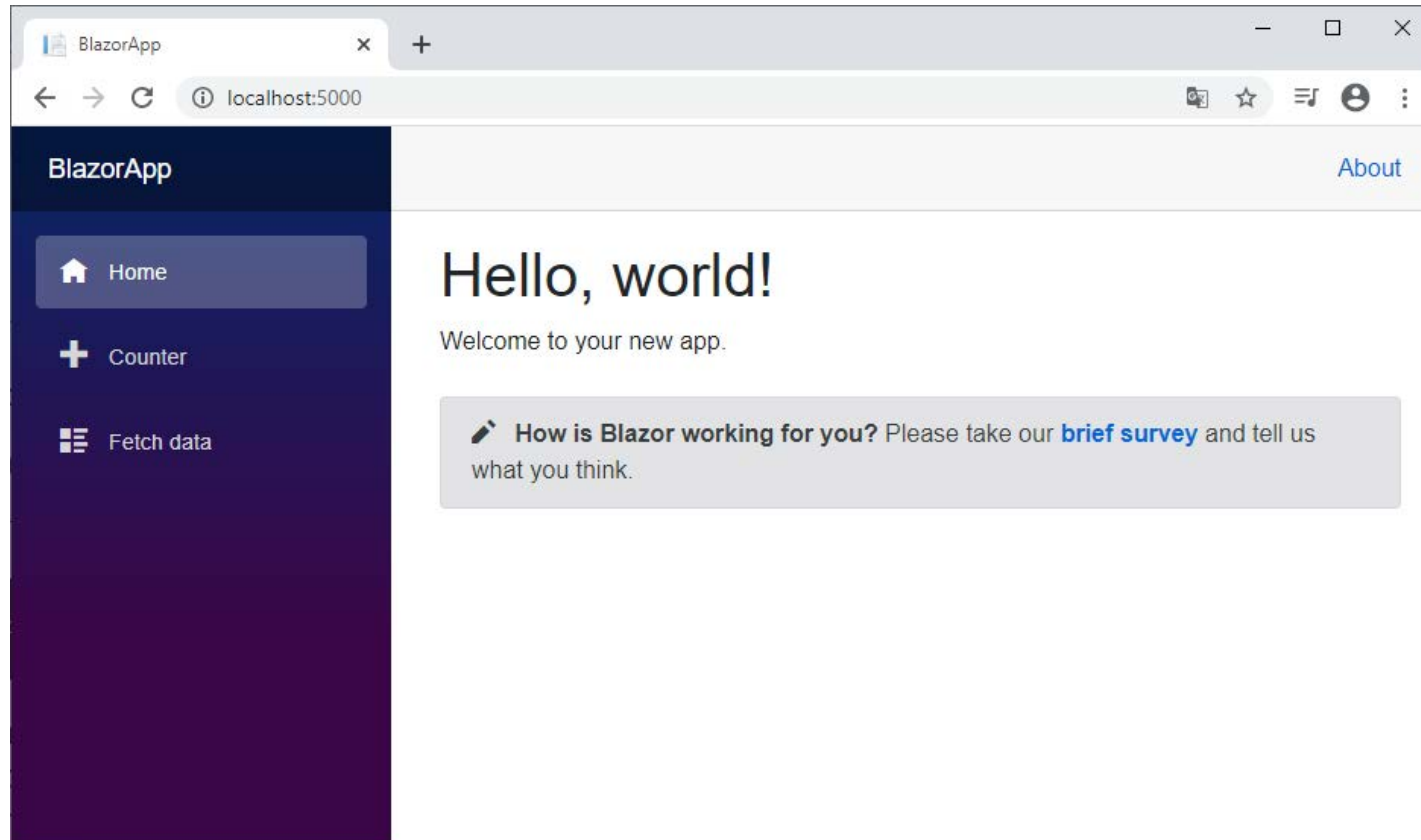 BlazorApp
localhost:5000
BlazorApp
About
Home
Counter
Fetch data
Hello, world!
Welcome to your new app.
How is Blazor working for you? Please take our brief survey and tell us
what you think.